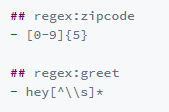 ## regex:zipcode
- [0-9]{5}
## regex:greet
- hey[^\\s]*